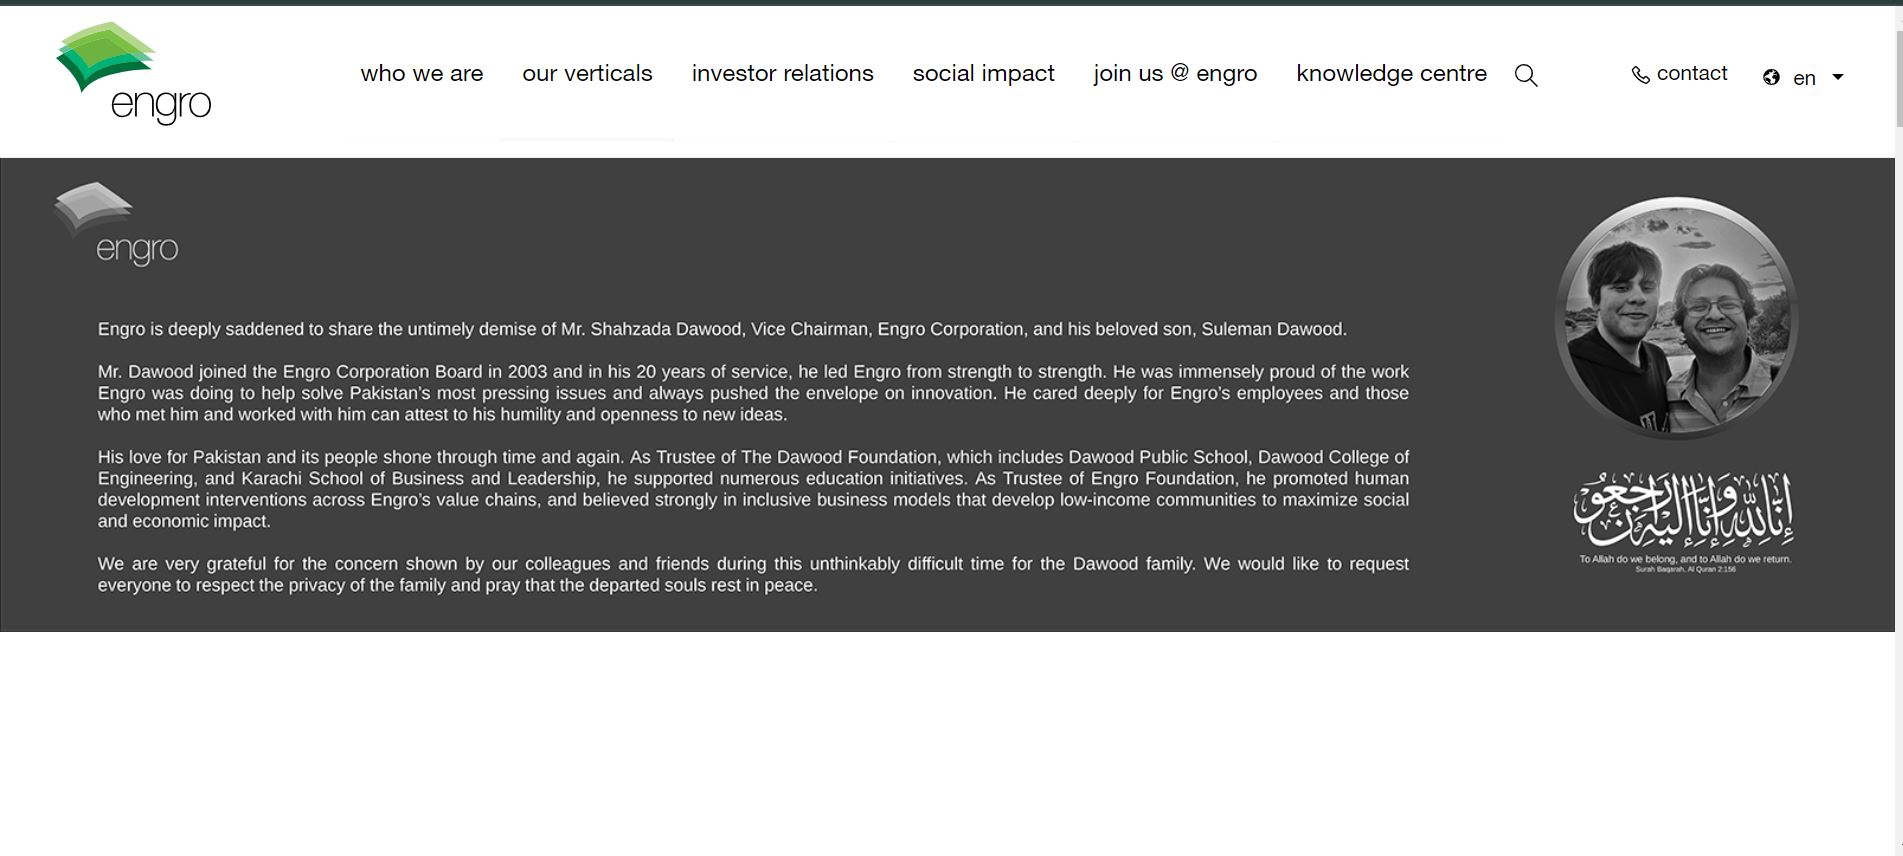 engro
who we are
our verticals
investor relations
social impact
join us @ engro
knowledge centre
contact
en
engro
Engro is deeply saddened to share the untimely demise of Mr. Shahzada Dawood, Vice Chairman, Engro Corporation, and his beloved son, Suleman Dawood.
Mr. Dawood joined the Engro Corporation Board in 2003 and in his 20 years of service, he led Engro from strength to strength. He was immensely proud of the work
Engro was doing to help solve Pakistan’s most pressing issues and always pushed the envelope on innovation. He cared deeply for Engro’s employees and those
who met him and worked with him can attest to his humility and openness to new ideas.
His love for Pakistan and its people shone through time and again. As Trustee of The Dawood Foundation, which includes Dawood Public School, Dawood College of
Engineering, and Karachi School of Business and Leadership, he supported numerous education initiatives. As Trustee of Engro Foundation, he promoted human
development interventions across Engro’s value chains, and believed strongly in inclusive business models that develop low-income communities to maximize social
and economic impact.
We are very grateful for the concern shown by our colleagues and friends during this unthinkably difficult time for the Dawood family. We would like to request
everyone to respect the privacy of the family and pray that the departed souls rest in peace.
إِنَّا لِلَّٰهِ وَإِنَّا إِلَيْهِ رَاجِعُونَ
To Allah do we belong, and to Allah do we return.
Surah Baqarah, Al Quran 2:156